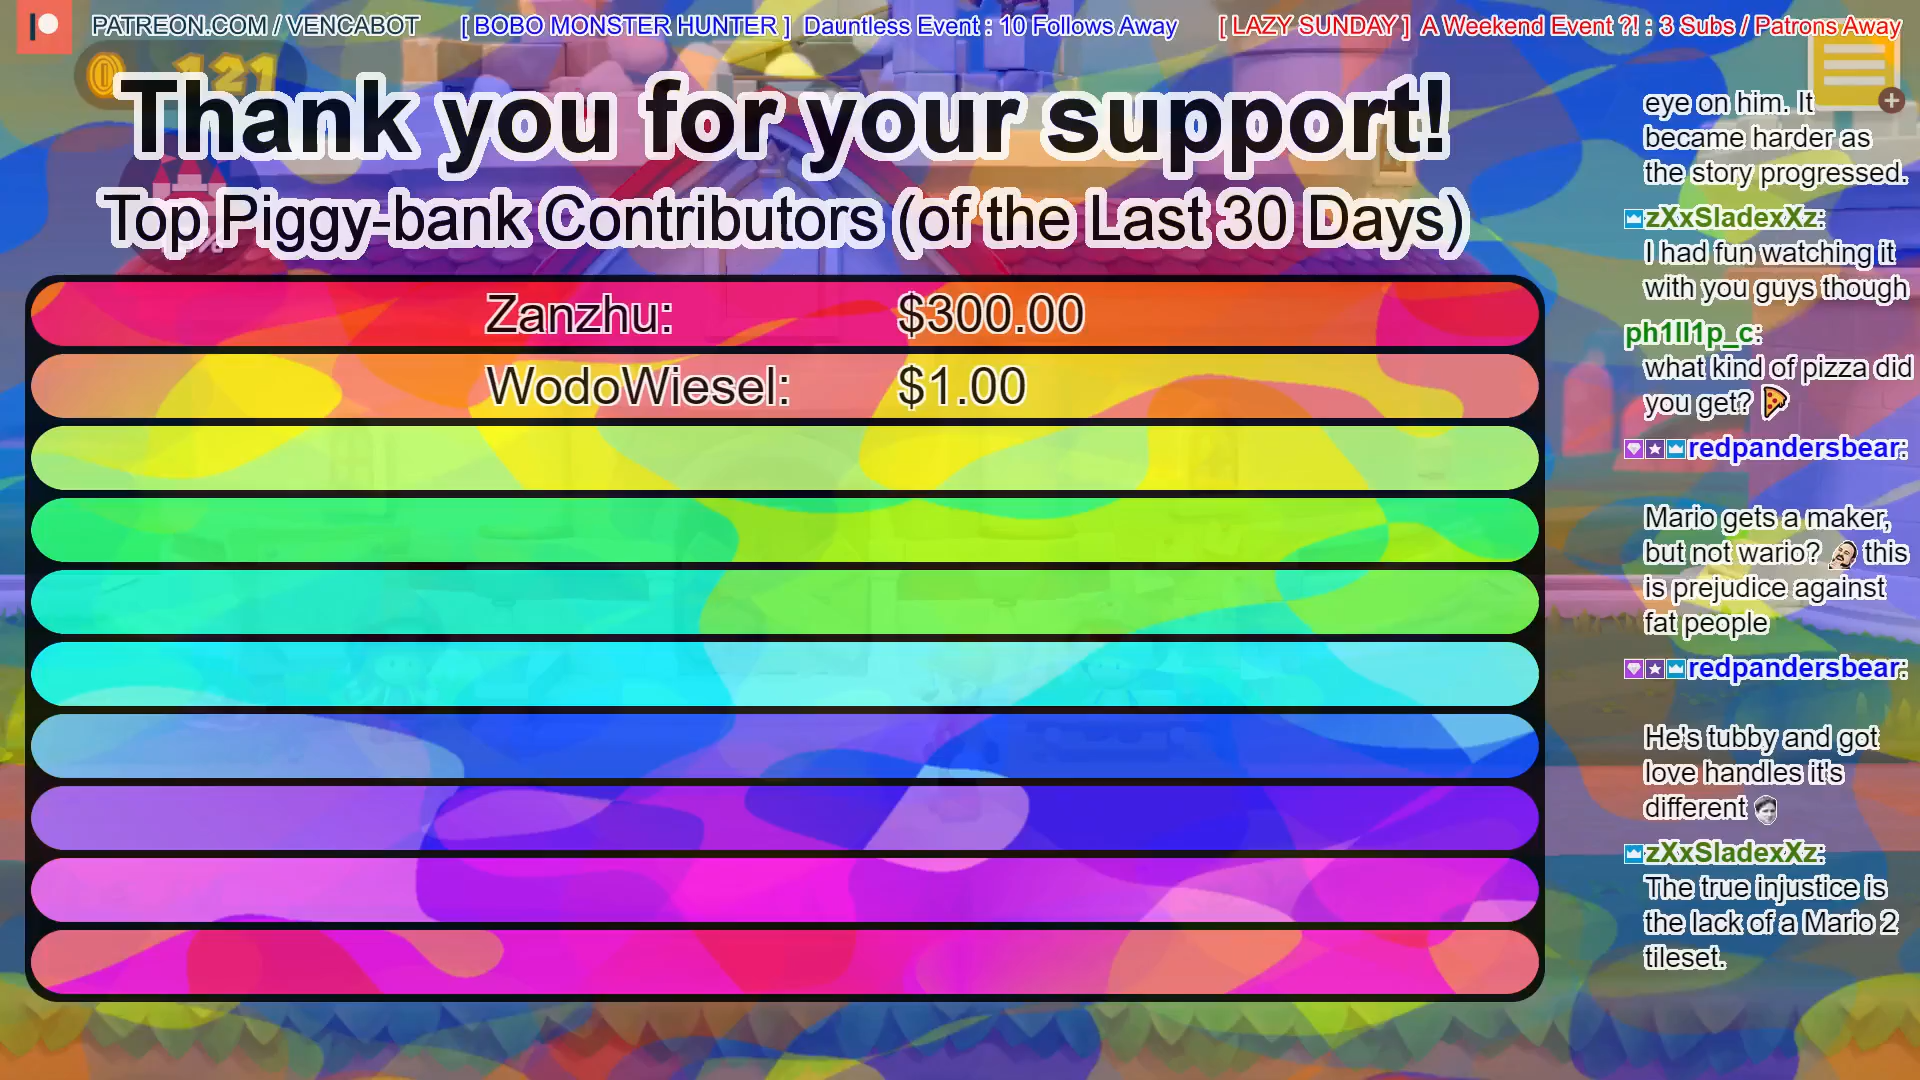 PATREON.COM / VENCABOT [ BOBO MONSTER HUNTER ] Dauntless Event : 10 Follows Away [ LAZY SUNDAY ] A Weekend Event ?! : 3 Subs / Patrons Away
121
Thank you for your support!
Top Piggy-bank Contributors (of the Last 30 Days)
Zanzhu: $300.00
WodoWiesel: $1.00
eye on him. It
became harder as
the story progressed.
zXxSladexXz:
I had fun watching it
with you guys though
ph1ll1p_c:
what kind of pizza did
you get?
redpandersbear:
Mario gets a maker,
but not wario? this
is prejudice against
fat people
redpandersbear:
He's tubby and got
love handles it's
different
zXxSladexXz:
The true injustice is
the lack of a Mario 2
tileset.